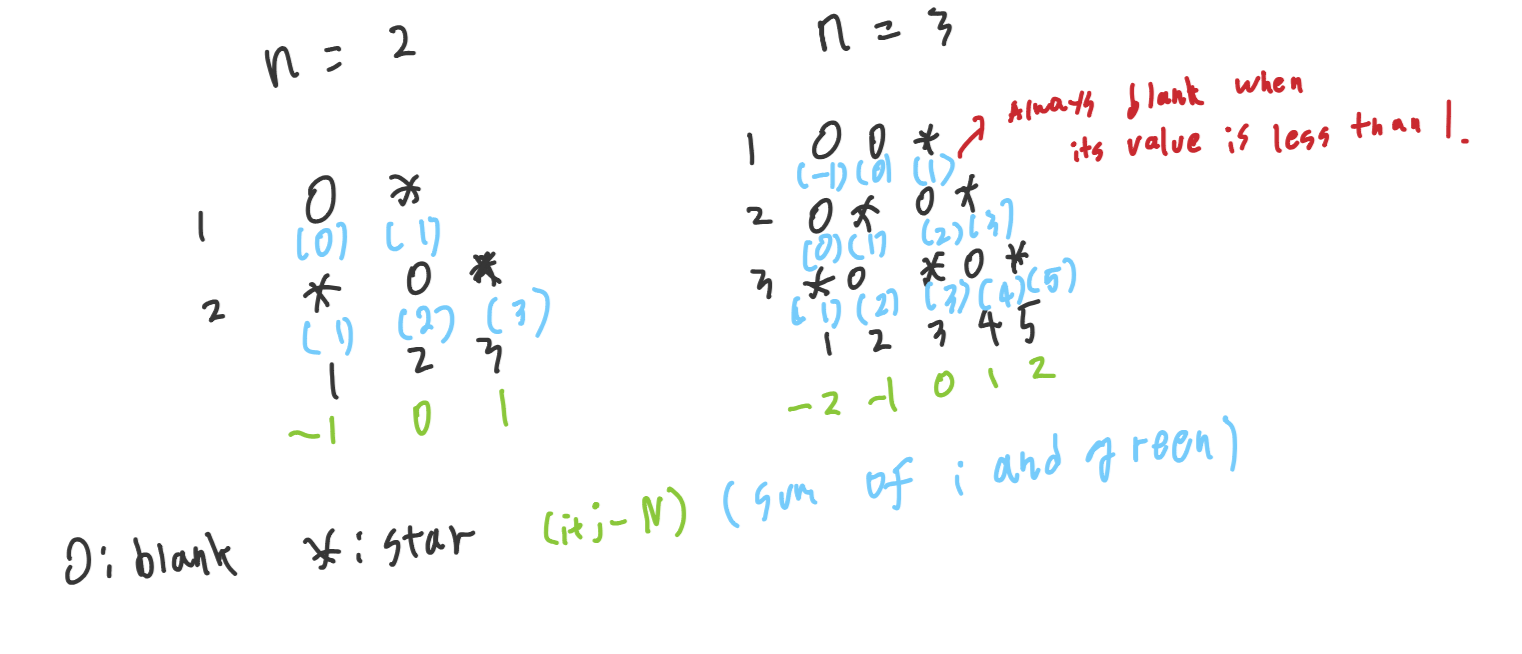 n = 2
1 0 *
(0) (1)
2 * 0 *
(1) (2) (3)
1 2 3
-1 0 1
n = 3
Always blank when
its value is less than 1.
1 0 0 *
(-1) (0) (1)
2 0 * 0 *
(0) (1) (2) (3)
3 * 0 * 0 *
(1) (2) (3) (4) (5)
1 2 3 4 5
-2 -1 0 1 2
0: blank *: star (i+j-N) (sum of i and green)